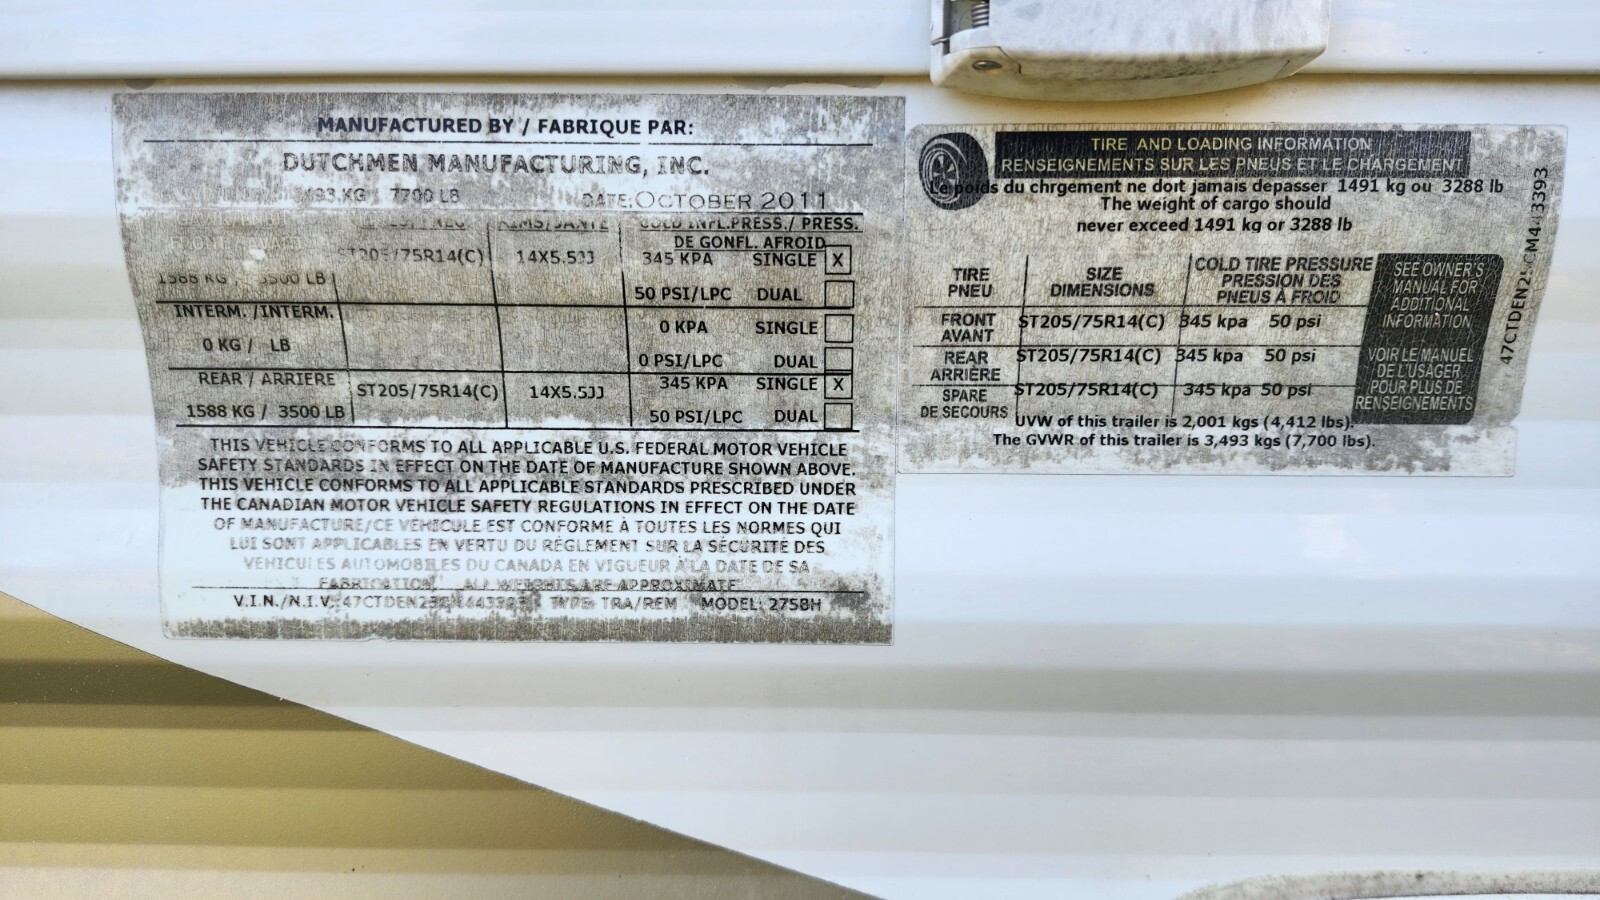 MANUFACTURED BY / FABRIQUE PAR:
DUTCHMEN MANUFACTURING, INC.
493 KG 7700 LB DATE: OCTOBER 2011
COLD INFL.PRESS./ PRESS.
DE GONFL. AFROID
ST205/75R14(C) 14X5.5JJ 345 KPA SINGLE X
1588 KG 3500 LB 50 PSI/LPC DUAL
INTERM. /INTERM. 0 KPA SINGLE
0 KG / LB 0 PSI/LPC DUAL
REAR / ARRIERE ST205/75R14(C) 14X5.5JJ 345 KPA SINGLE X
1588 KG / 3500 LB 50 PSI/LPC DUAL
THIS VEHICLE CONFORMS TO ALL APPLICABLE U.S. FEDERAL MOTOR VEHICLE
SAFETY STANDARDS IN EFFECT ON THE DATE OF MANUFACTURE SHOWN ABOVE.
THIS VEHICLE CONFORMS TO ALL APPLICABLE STANDARDS PRESCRIBED UNDER
THE CANADIAN MOTOR VEHICLE SAFETY REGULATIONS IN EFFECT ON THE DATE
OF MANUFACTURE/CE VEHICULE EST CONFORME À TOUTES LES NORMES QUI
LUI SONT APPLICABLES EN VERTU DU RÈGLEMENT SUR LA SÉCURITÉ DES
VEHICULES AUTOMOBILES DU CANADA EN VIGUEUR À LA DATE DE SA
FABRICATION ALL WEIGHTS ARE APPROXIMATE
V.I.N./N.I.V. TYPE: TRA/REM MODEL: 275BH
TIRE AND LOADING INFORMATION
RENSEIGNEMENTS SUR LES PNEUS ET LE CHARGEMENT
Le poids du chrgement ne dort jamais depasser 1491 kg ou 3288 lb
The weight of cargo should
never exceed 1491 kg or 3288 lb
TIRE SIZE COLD TIRE PRESSURE
PNEU DIMENSIONS PRESSION DES
PNEUS À FROID
FRONT ST205/75R14(C) 345 kpa 50 psi
AVANT
REAR ST205/75R14(C) 345 kpa 50 psi
ARRIÈRE
SPARE ST205/75R14(C) 345 kpa 50 psi
DE SECOURS
SEE OWNER'S
MANUAL FOR
ADDITIONAL
INFORMATION
VOIR LE MANUEL
DE L'USAGER
POUR PLUS DE
RENSEIGNEMENTS
UVW of this trailer is 2,001 kgs (4,412 lbs).
The GVWR of this trailer is 3,493 kgs (7,700 lbs).